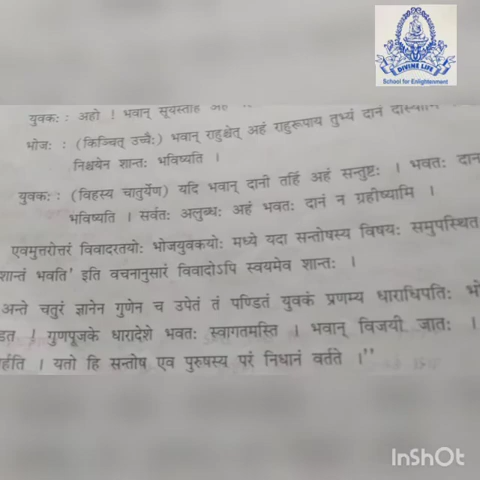 DIVINE LIFE
School for Enlightenment
युवकः : अहो ! भवान् सूर्यस्तर्हि अहं
भोजः : (किञ्चित् उच्चैः) भवान् राहुश्चेत् अहं राहुरूपाय तुभ्यं दानं दास्यामि
निश्चयेन शान्तः भविष्यति ।
युवकः : (विहस्य चातुर्येण) यदि भवान् दानी तर्हि अहं सन्तुष्टः । भवतः दान
भविष्यति । सर्वतः अलुब्धः अहं भवतः दानं न ग्रहीष्यामि ।
एवमुत्तरोत्तरं विवादरतयोः भोजयुवकयोः मध्ये यदा सन्तोषस्य विषयः समुपस्थित
शान्तं भवति' इति वचनानुसारं विवादोऽपि स्वयमेव शान्तः ।
अन्ते चतुरं ज्ञानेन गुणेन च उपेतं तं पण्डितं युवकं प्रणम्य धाराधिपतिः भो
डत ! गुणपूजके धारादेशे भवतः स्वागतमस्ति । भवान् विजयी जातः ।
र्हति । यतो हि सन्तोष एव पुरुषस्य परं निधानं वर्तते ।"
InShOt